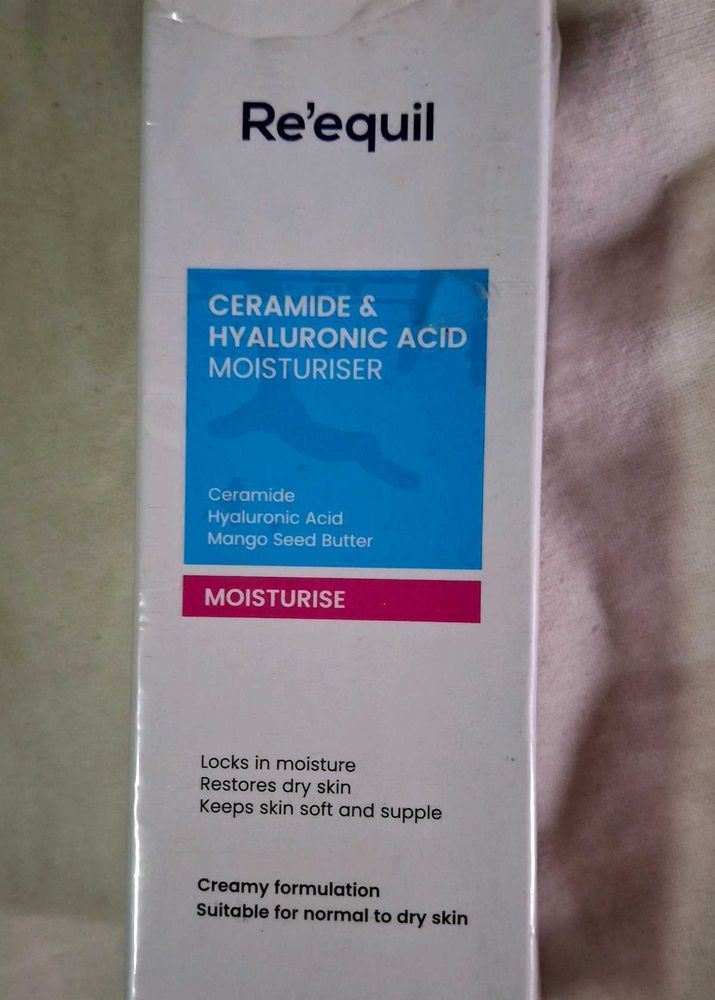 Re'equil
CERAMIDE &
HYALURONIC ACID
MOISTURISER
Ceramide
Hyaluronic Acid
Mango Seed Butter
MOISTURISE
Locks in moisture
Restores dry skin
Keeps skin soft and supple
Creamy formulation
Suitable for normal to dry skin